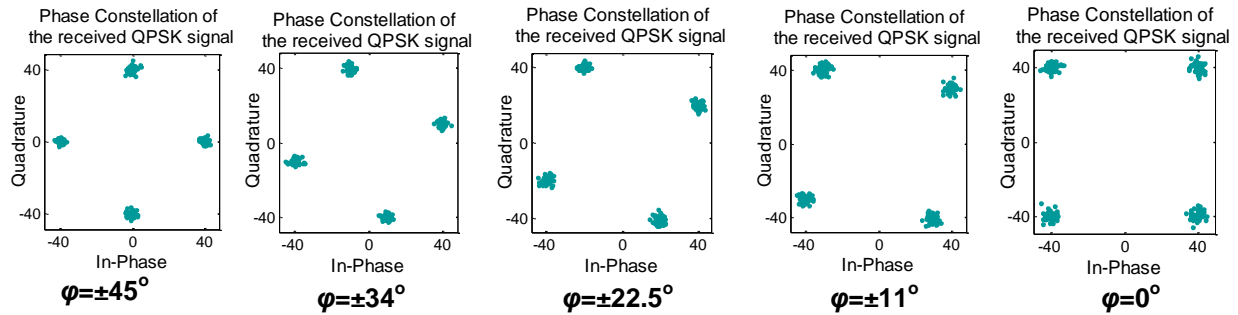 Phase Constellation of
the received QPSK signal
Quadrature
40
0
-40
-40
0
40
In-Phase
φ=±45°
Phase Constellation of
the received QPSK signal
Quadrature
40
0
-40
-40
0
40
In-Phase
φ=±34°
Phase Constellation of
the received QPSK signal
Quadrature
40
0
-40
-40
0
40
In-Phase
φ=±22.5°
Phase Constellation of
the received QPSK signal
Quadrature
40
0
-40
-40
0
40
In-Phase
φ=±11°
Phase Constellation of
the received QPSK signal
Quadrature
40
0
-40
-40
0
40
In-Phase
φ=0°